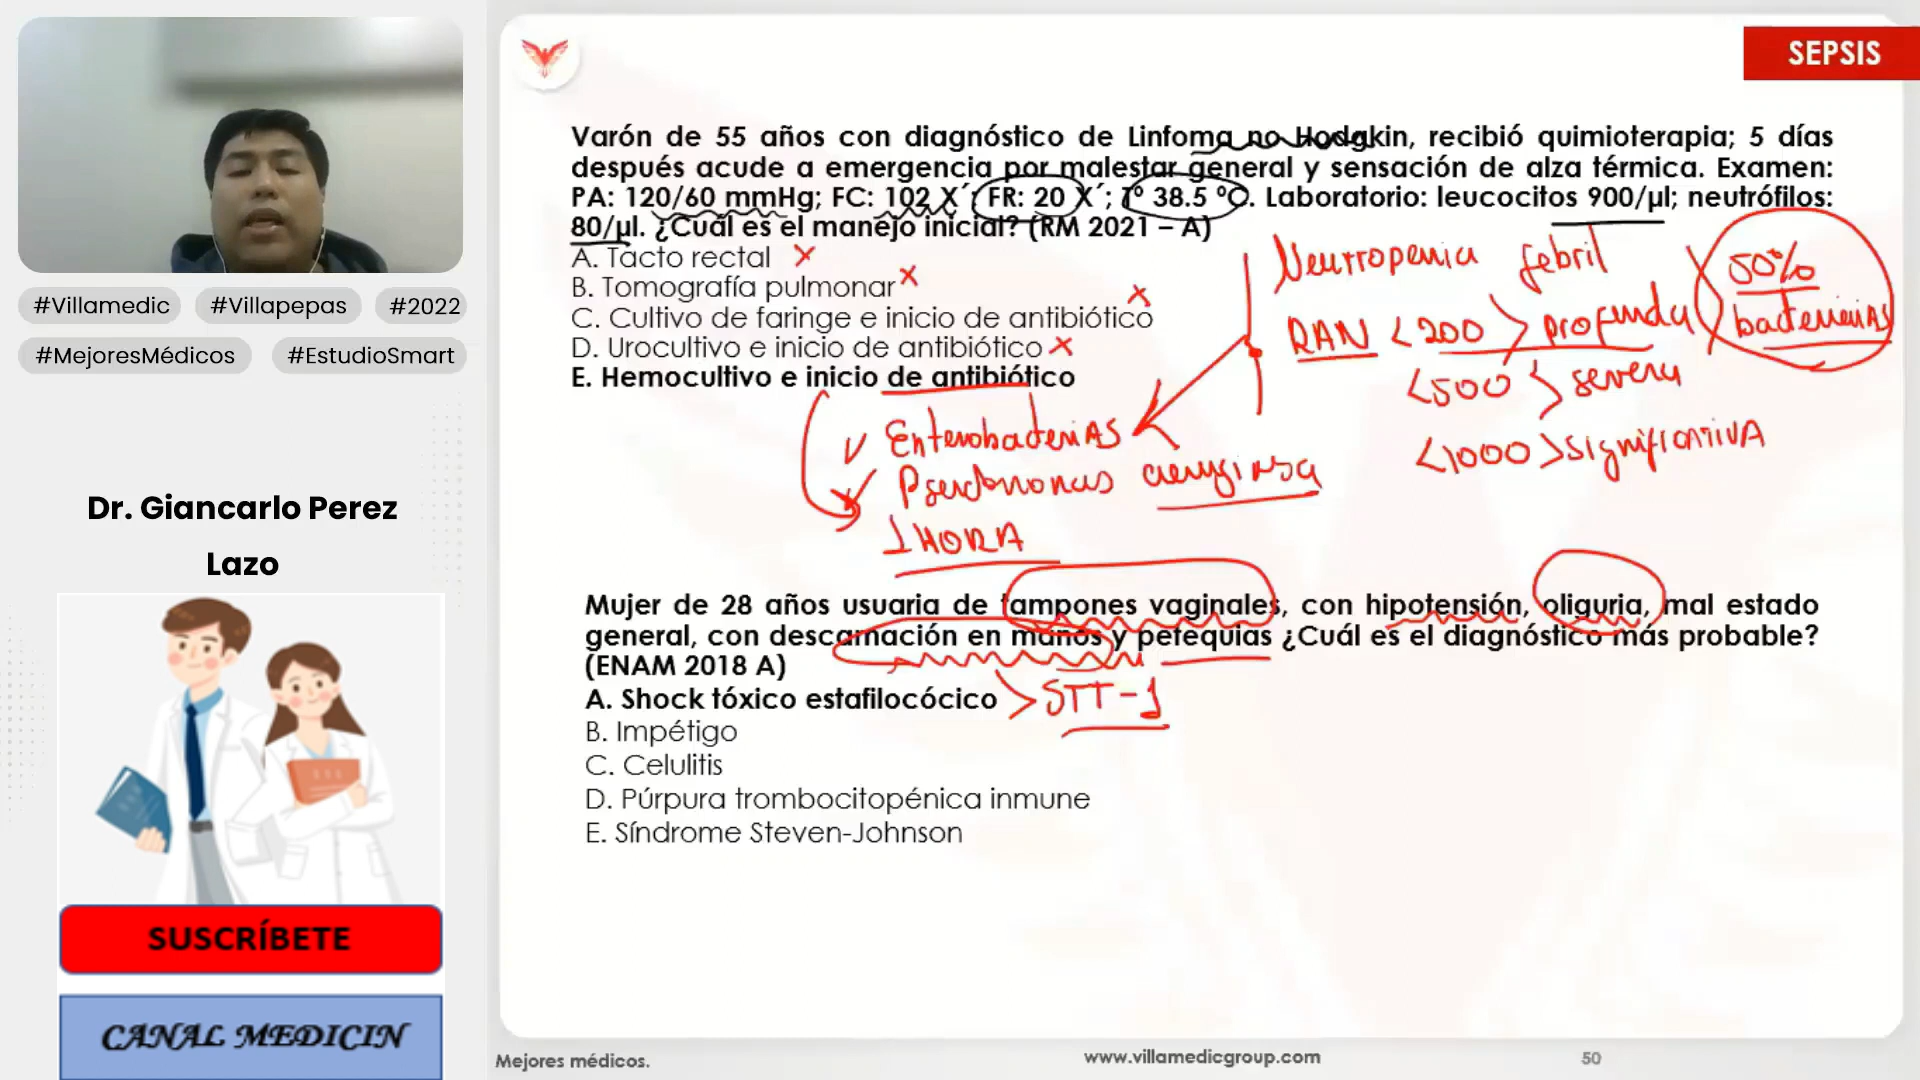 SEPSIS
Varón de 55 años con diagnóstico de Linfoma no Hodgkin, recibió quimioterapia; 5 días
después acude a emergencia por malestar general y sensación de alza térmica. Examen:
PA: 120/60 mmHg; FC: 102 X´ FR: 20 X´; Tº 38.5 ºC. Laboratorio: leucocitos 900/µl; neutrófilos:
80/µl. ¿Cuál es el manejo inicial? (RM 2021 – A)
A. Tacto rectal
B. Tomografía pulmonar
C. Cultivo de faringe e inicio de antibiótico
D. Urocultivo e inicio de antibiótico
E. Hemocultivo e inicio de antibiótico
Neutropenia febril
50%
bacteriemias
RAN <200 > profunda
<500 > severa
<1000 > significativa
Enterobacterias
Pseudomonas aeruginosa
1 HORA
Mujer de 28 años usuaria de tampones vaginales, con hipotensión, oliguria, mal estado
general, con descamación en manos y petequias ¿Cuál es el diagnóstico más probable?
(ENAM 2018 A)
A. Shock tóxico estafilocócico > STT-1
B. Impétigo
C. Celulitis
D. Púrpura trombocitopénica inmune
E. Síndrome Steven-Johnson
#Villamedic #Villapepas #2022
#MejoresMédicos #EstudioSmart
Dr. Giancarlo Perez
Lazo
SUSCRÍBETE
CANAL MEDICIN
Mejores médicos.
www.villamedicgroup.com
50